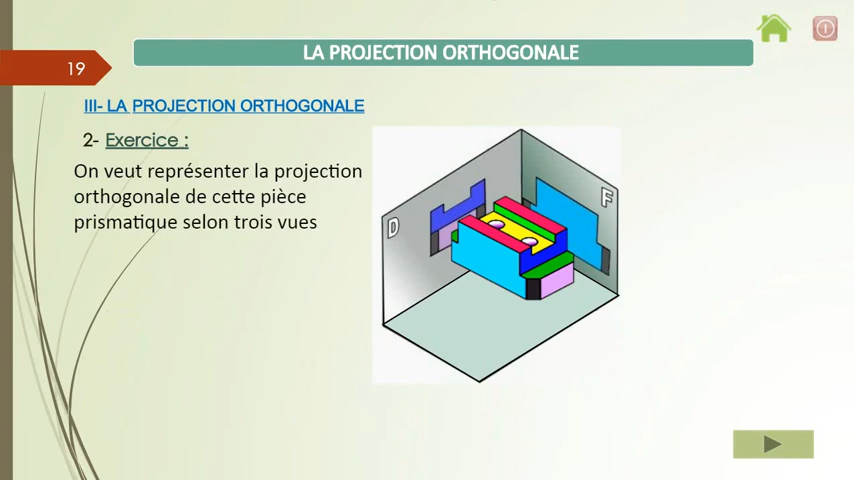 LA PROJECTION ORTHOGONALE
19
III- LA PROJECTION ORTHOGONALE
2- Exercice :
On veut représenter la projection
orthogonale de cette pièce
prismatique selon trois vues
D
F